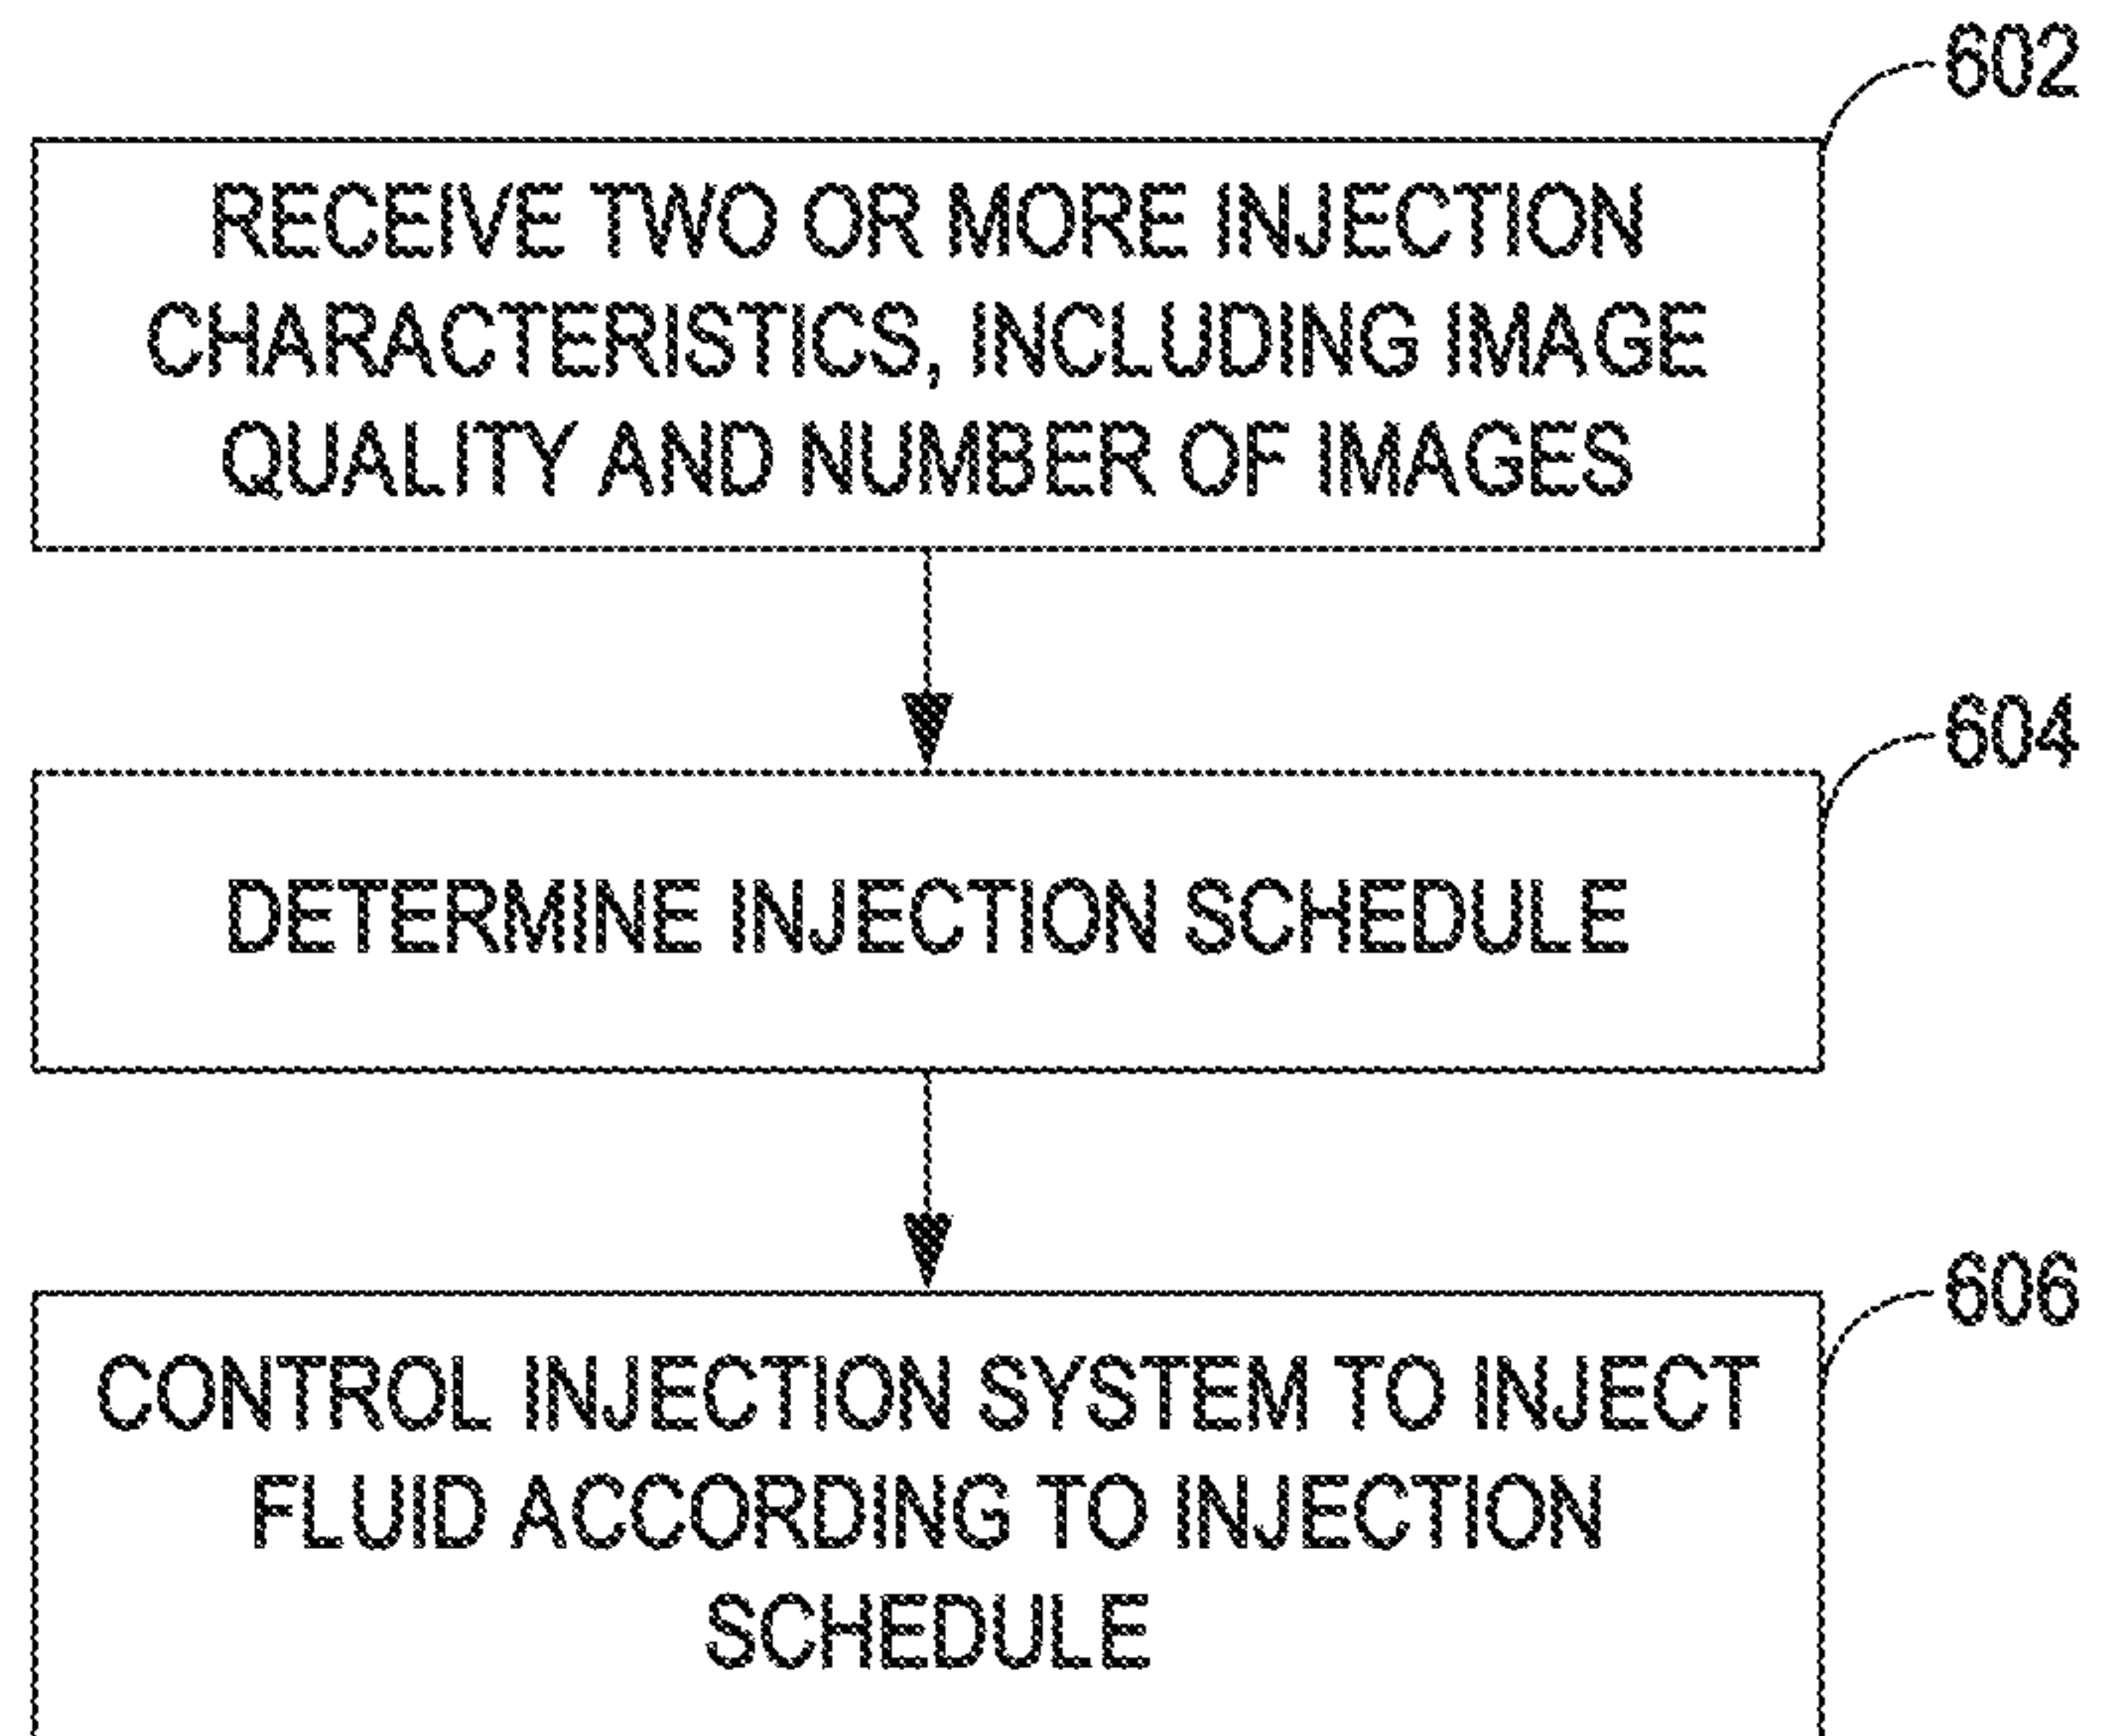 602
RECEIVE TWO OR MORE INJECTION
CHARACTERISTICS, INCLUDING IMAGE
QUALITY AND NUMBER OF IMAGES
604
DETERMINE INJECTION SCHEDULE
606
CONTROL INJECTION SYSTEM TO INJECT
FLUID ACCORDING TO INJECTION
SCHEDULE